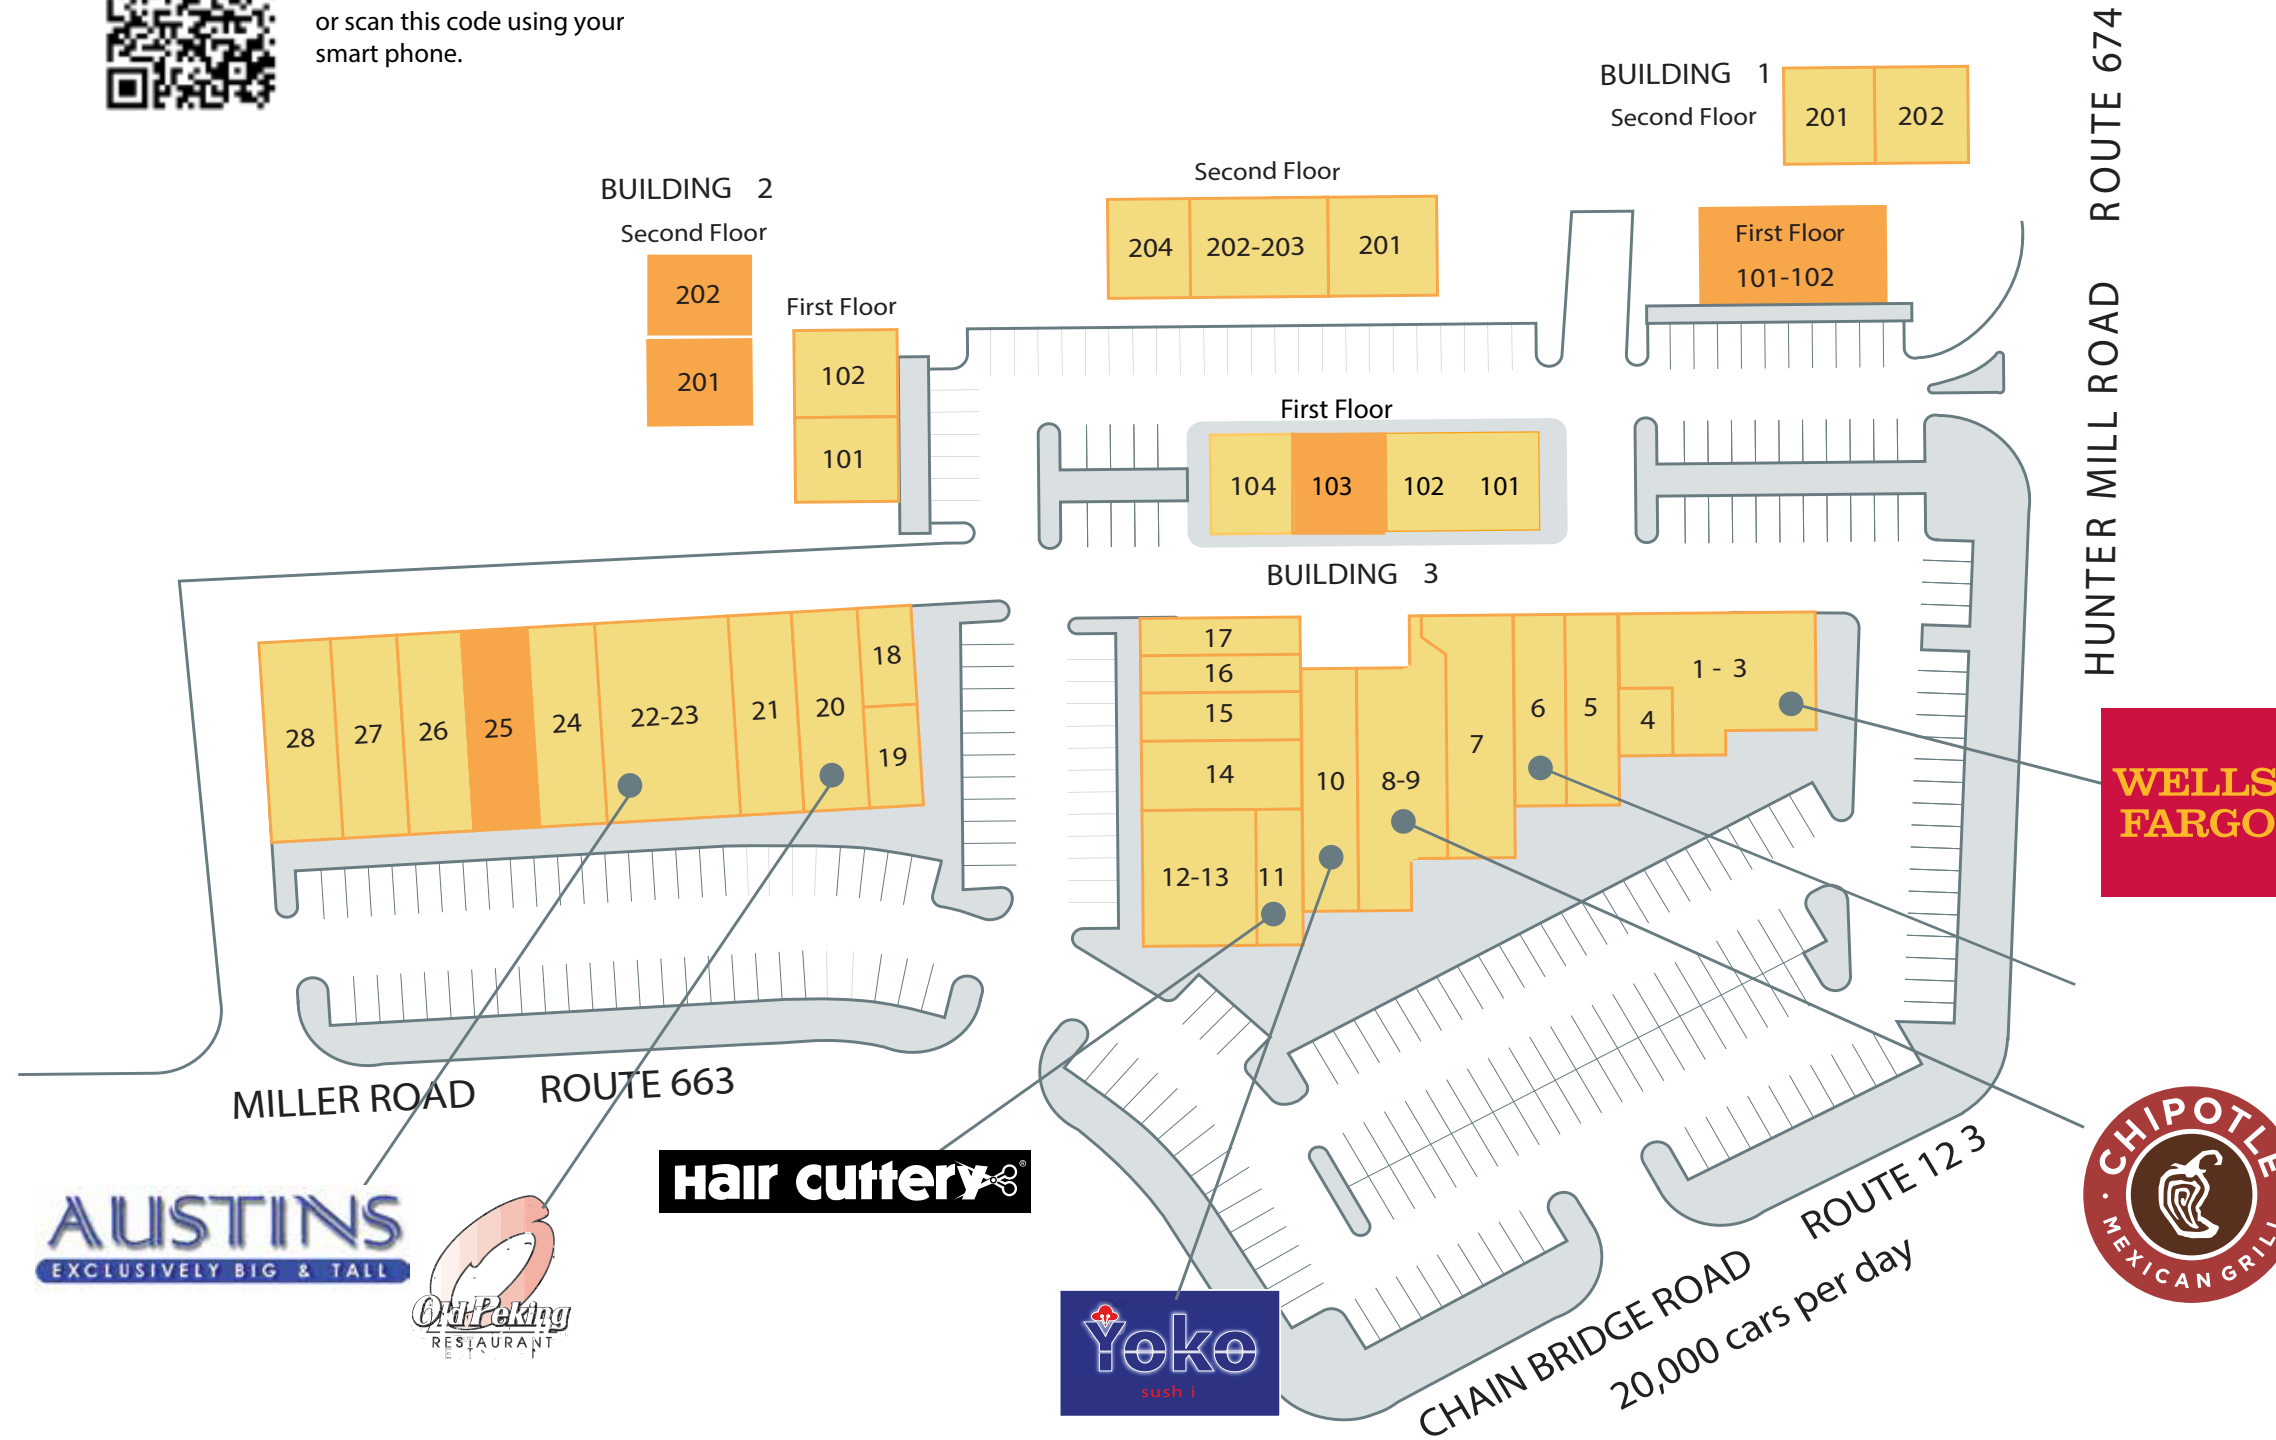 or scan this code using your
smart phone.
BUILDING 1
Second Floor
201
202
ROUTE 674
HUNTER MILL ROAD
Second Floor
204
202-203
201
BUILDING 2
Second Floor
202
201
First Floor
102
101
First Floor
101-102
First Floor
104
103
102
101
BUILDING 3
28
27
26
25
24
22-23
21
20
18
19
17
16
15
14
12-13
11
10
8-9
7
6
5
4
1 - 3
WELLS
FARGO
MILLER ROAD ROUTE 663
AUSTINS
EXCLUSIVELY BIG & TALL
Old Peking
RESTAURANT
Hair Cuttery ®
Yoko
sush i
CHIPOTLE
MEXICAN GRILL
CHAIN BRIDGE ROAD ROUTE 12 3
20,000 cars per day